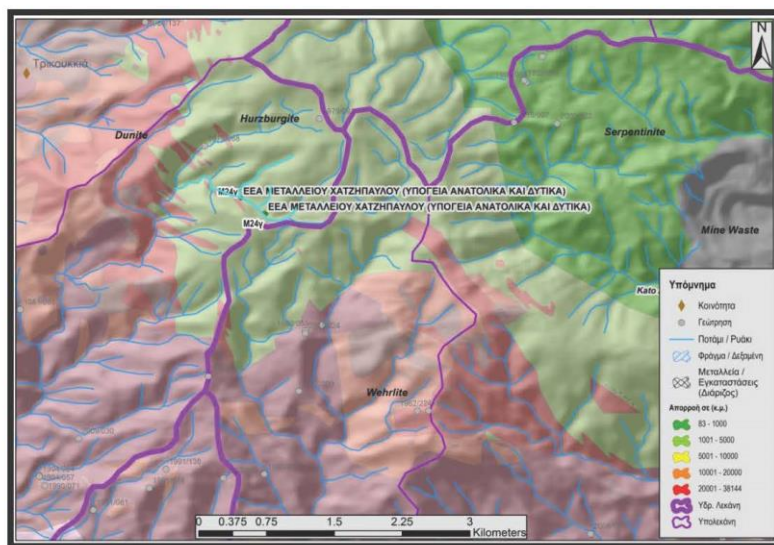 N
Τρικουκκιά
Dunite
Hurzburgite
Serpentinite
M24γ
ΕΕΑ ΜΕΤΑΛΛΕΙΟΥ ΧΑΤΖΗΠΑΥΛΟΥ (ΥΠΟΓΕΙΑ ΑΝΑΤΟΛΙΚΑ ΚΑΙ ΔΥΤΙΚΑ)
ΕΕΑ ΜΕΤΑΛΛΕΙΟΥ ΧΑΤΖΗΠΑΥΛΟΥ (ΥΠΟΓΕΙΑ ΑΝΑΤΟΛΙΚΑ ΚΑΙ ΔΥΤΙΚΑ)
M24γ
Mine Waste
Kato
Wehrlite
Υπόμνημα
Κοινότητα
Γεώτρηση
Ποτάμι / Ρυάκι
Φράγμα / Δεξαμένη
Μεταλλεία /
Εγκαταστάσεις
(Διάριζος)
Απορροή σε (κ.μ.)
83 - 1000
1001 - 5000
5001 - 10000
10001 - 20000
20001 - 38144
Υδρ. Λεκάνη
Υπολεκάνη
0 0.375 0.75 1.5 2.25 3
Kilometers